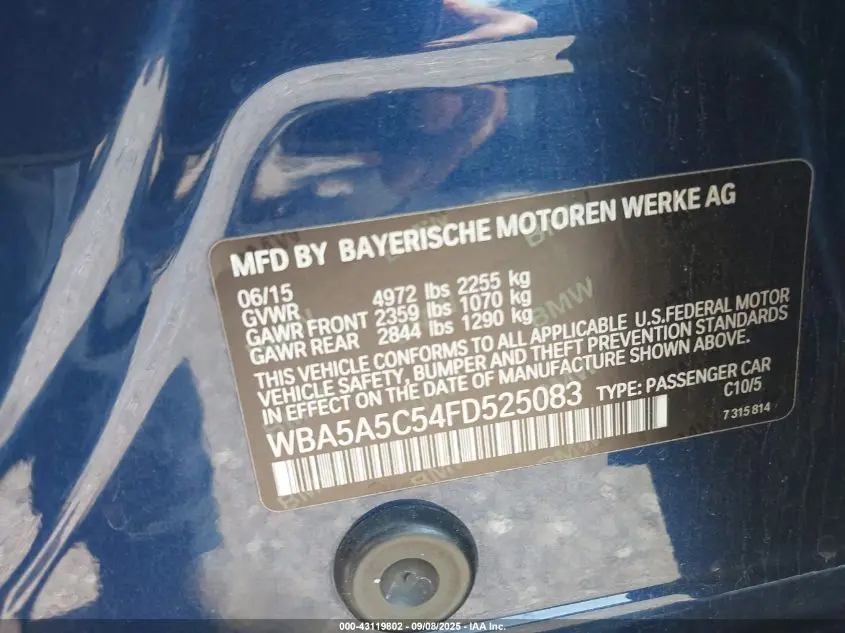 MFD BY BAYERISCHE MOTOREN WERKE AG
06/15
GVWR 4972 lbs 2255 kg
GAWR FRONT 2359 lbs 1070 kg
GAWR REAR 2844 lbs 1290 kg
THIS VEHICLE CONFORMS TO ALL APPLICABLE U.S.FEDERAL MOTOR
VEHICLE SAFETY, BUMPER AND THEFT PREVENTION STANDARDS
IN EFFECT ON THE DATE OF MANUFACTURE SHOWN ABOVE.
WBA5A5C54FD525083 TYPE: PASSENGER CAR
C10/5
7 315 814
000-43119802 - 09/08/2025 - IAA Inc.